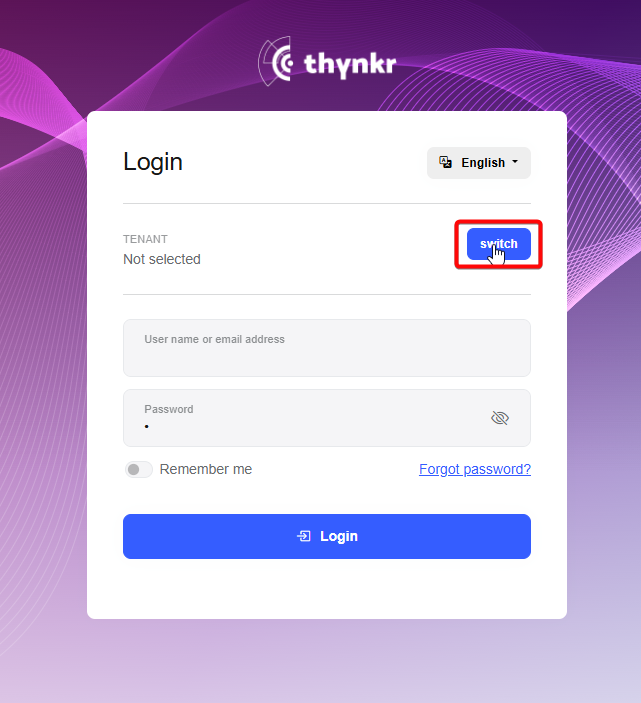 thynkr
Login
English
TENANT
Not selected
switch
User name or email address
Password
•
Remember me
Forgot password?
Login